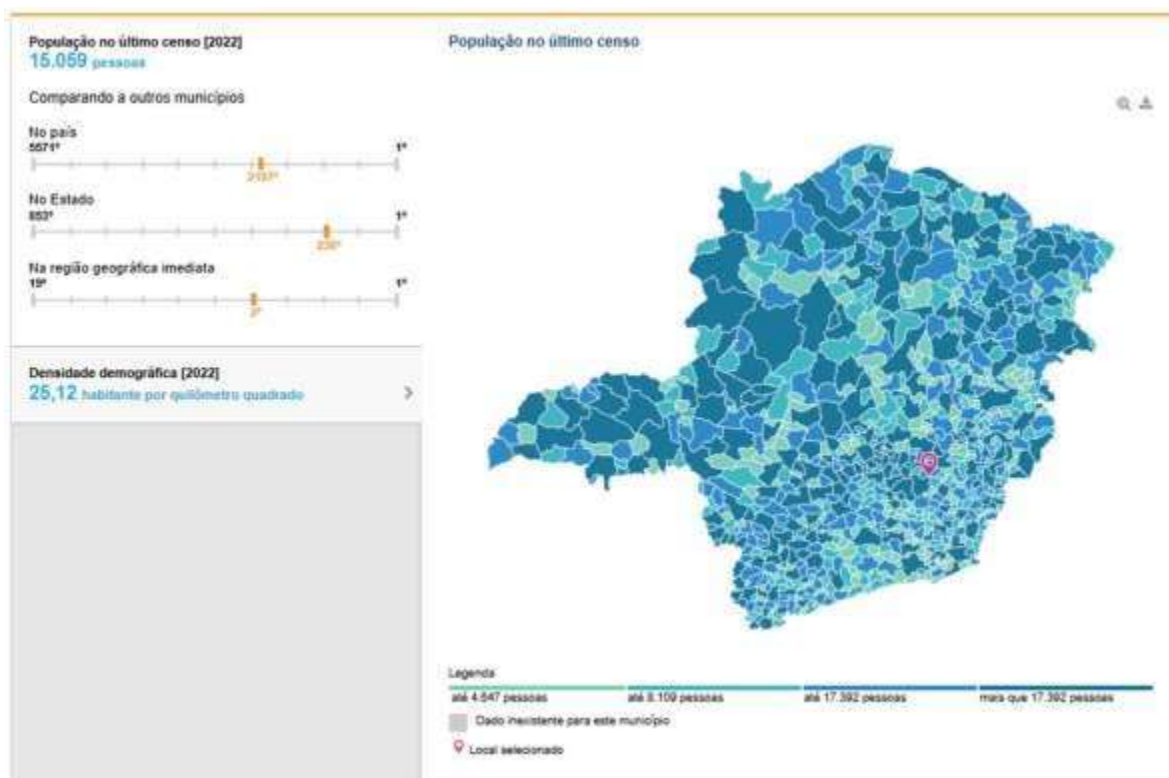 População no último censo [2022]
15.059 pessoas
Comparando a outros municípios
No país
1º
No Estado
853º 1º
Na região geográfica imediata
1º
Densidade demográfica [2022]
25,12 habitante por quilômetro quadrado
População no último censo
Legenda
até 4.647 pessoas até 8.109 pessoas até 17.392 pessoas mais que 17.392 pessoas
Dado inexistente para este município
Local selecionado